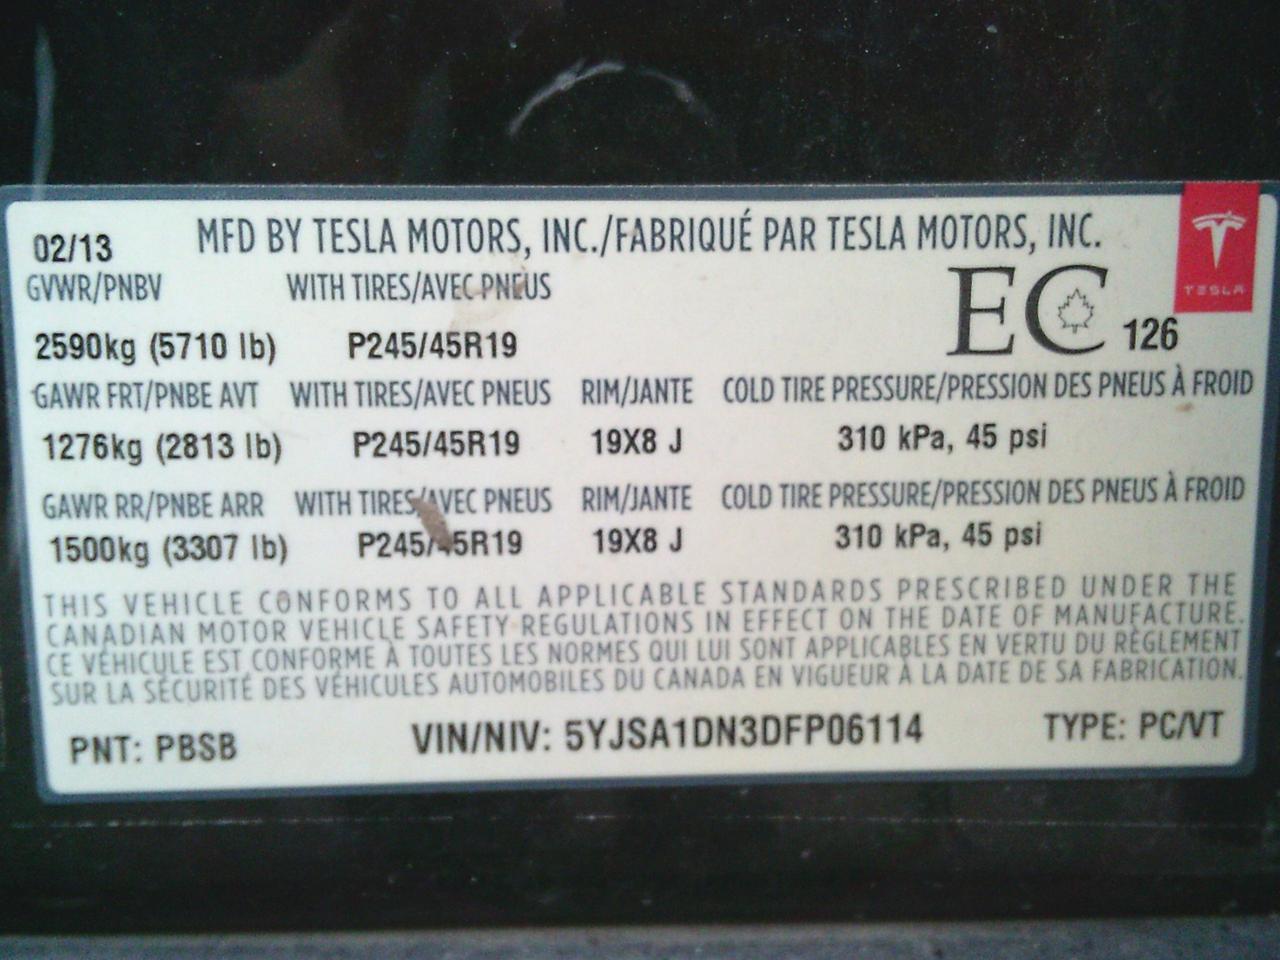 02/13 MFD BY TESLA MOTORS, INC./FABRIQUÉ PAR TESLA MOTORS, INC.
TESLA
GVWR/PNBV WITH TIRES/AVEC PNEUS
EC 126
2590kg (5710 lb) P245/45R19
GAWR FRT/PNBE AVT WITH TIRES/AVEC PNEUS RIM/JANTE COLD TIRE PRESSURE/PRESSION DES PNEUS À FROID
1276kg (2813 lb) P245/45R19 19X8 J 310 kPa, 45 psi
GAWR RR/PNBE ARR WITH TIRES/AVEC PNEUS RIM/JANTE COLD TIRE PRESSURE/PRESSION DES PNEUS À FROID
1500kg (3307 lb) P245/45R19 19X8 J 310 kPa, 45 psi
THIS VEHICLE CONFORMS TO ALL APPLICABLE STANDARDS PRESCRIBED UNDER THE
CANADIAN MOTOR VEHICLE SAFETY REGULATIONS IN EFFECT ON THE DATE OF MANUFACTURE.
CE VÉHICULE EST CONFORME À TOUTES LES NORMES QUI LUI SONT APPLICABLES EN VERTU DU RÈGLEMENT
SUR LA SÉCURITÉ DES VÉHICULES AUTOMOBILES DU CANADA EN VIGUEUR À LA DATE DE SA FABRICATION.
PNT: PBSB VIN/NIV: 5YJSA1DN3DFP06114 TYPE: PC/VT